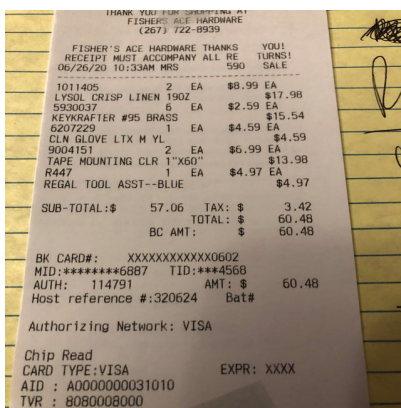 THANK YOU FOR SHOPPING AT
FISHERS ACE HARDWARE
(267) 722-8939
FISHER'S ACE HARDWARE THANKS YOU!
RECEIPT MUST ACCOMPANY ALL RE TURNS!
06/26/20 10:33AM MRS 590 SALE
1011405 2 EA $8.99 EA
LYSOL CRISP LINEN 19OZ $17.98
5930037 6 EA $2.59 EA
KEYKRAFTER #95 BRASS $15.54
6207229 1 EA $4.59 EA
CLN GLOVE LTX M YL $4.59
9004151 2 EA $6.99 EA
TAPE MOUNTING CLR 1"X60" $13.98
R447 1 EA $4.97 EA
REGAL TOOL ASST--BLUE $4.97
SUB-TOTAL:$ 57.06 TAX: $ 3.42
TOTAL: $ 60.48
BC AMT: $ 60.48
BK CARD#: XXXXXXXXXXXX0602
MID:********6887 TID:***4568
AUTH: 114791 AMT: $ 60.48
Host reference #:320624 Bat#
Authorizing Network: VISA
Chip Read
CARD TYPE:VISA EXPR: XXXX
AID : A0000000031010
TVR : 8080008000